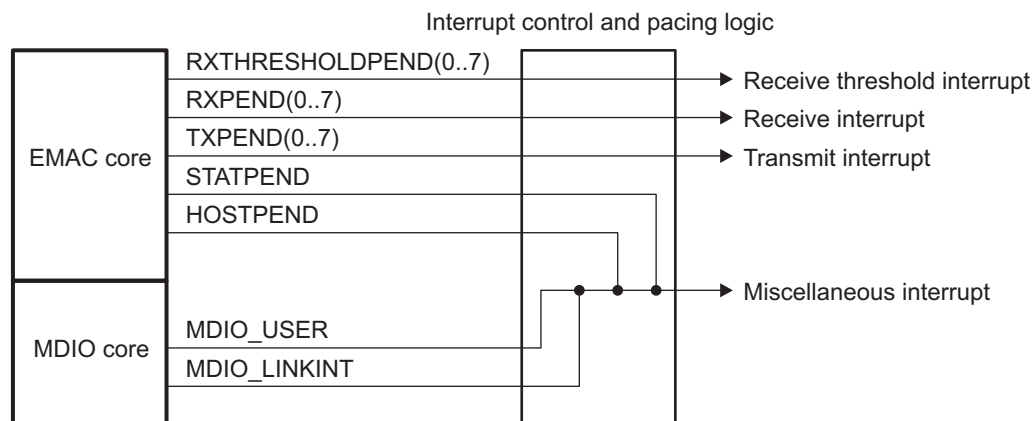 Interrupt control and pacing logic
RXTHRESHOLDPEND(0..7)
Receive threshold interrupt
RXPEND(0..7)
Receive interrupt
TXPEND(0..7)
Transmit interrupt
EMAC core
STATPEND
HOSTPEND
Miscellaneous interrupt
MDIO_USER
MDIO core
MDIO_LINKINT